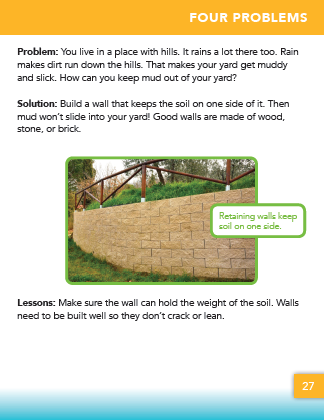 FOUR PROBLEMS
Problem: You live in a place with hills. It rains a lot there too. Rain
makes dirt run down the hills. That makes your yard get muddy
and slick. How can you keep mud out of your yard?
Solution: Build a wall that keeps the soil on one side of it. Then
mud won’t slide into your yard! Good walls are made of wood,
stone, or brick.
Retaining walls keep
soil on one side.
Lessons: Make sure the wall can hold the weight of the soil. Walls
need to be built well so they don’t crack or lean.
27